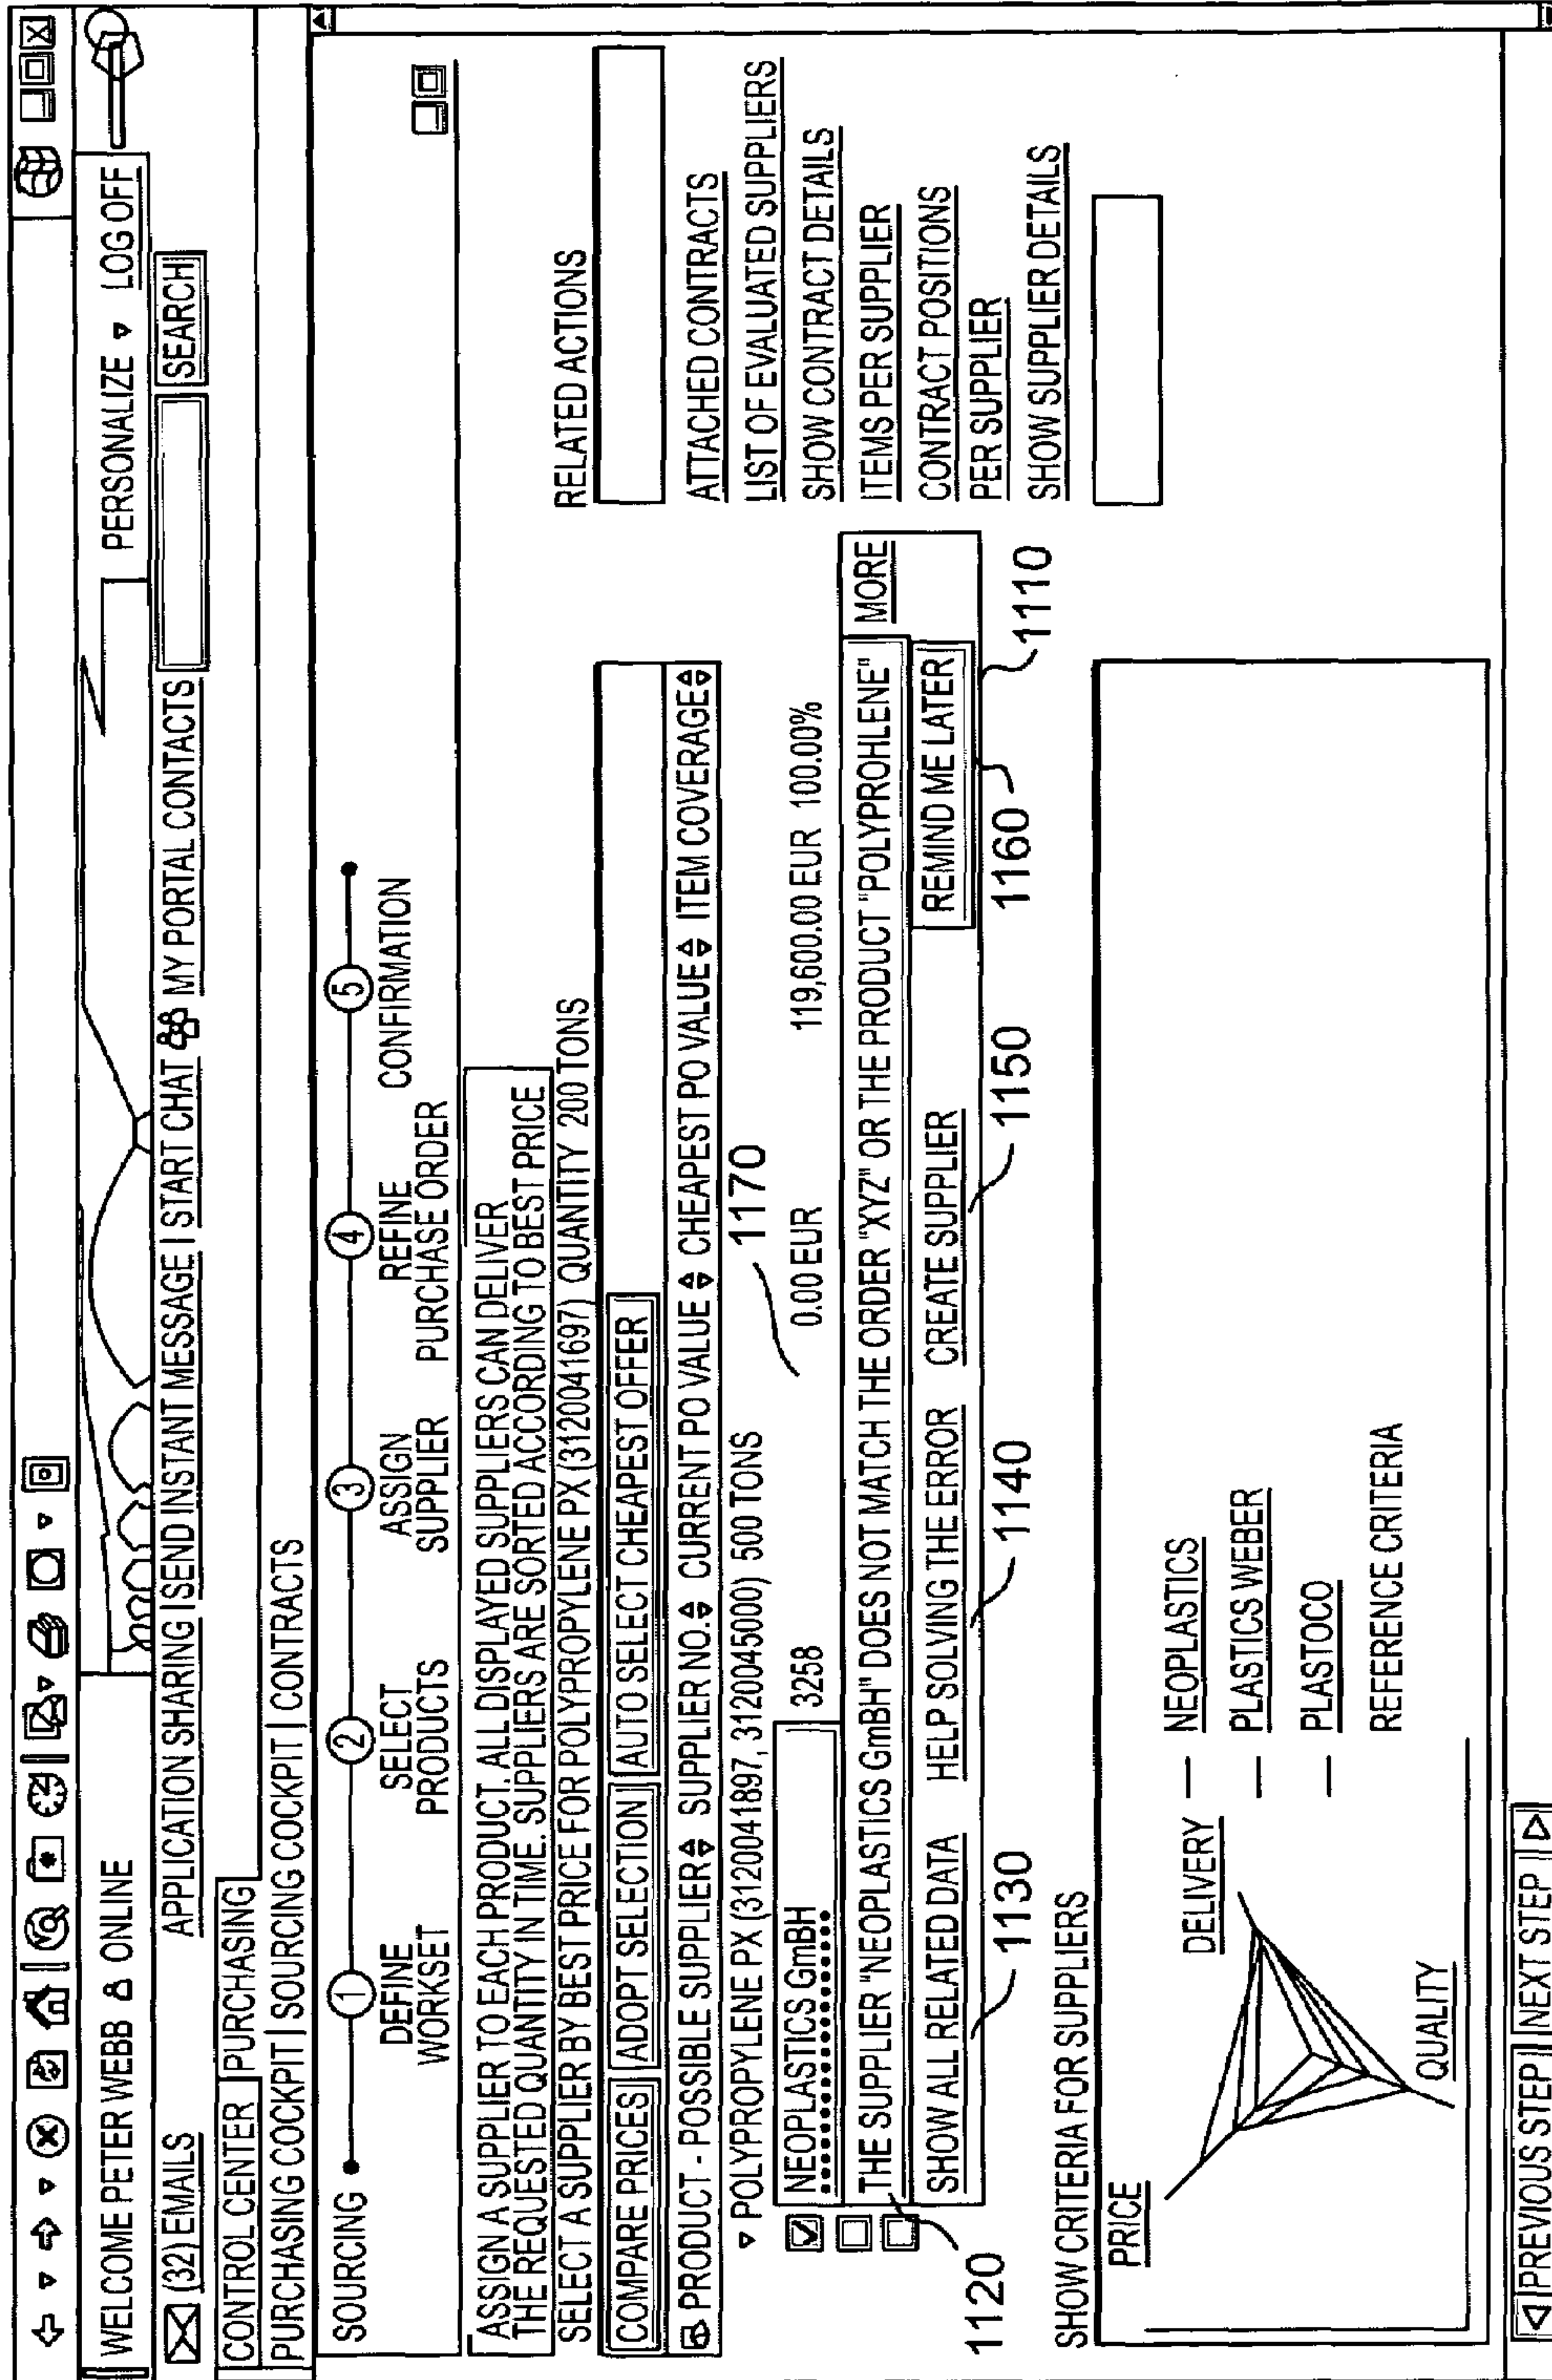 WELCOME PETER WEBB ONLINE
PERSONALIZE LOG OFF
(32) EMAILS APPLICATION SHARING | SEND INSTANT MESSAGE | START CHAT MY PORTAL CONTACTS SEARCH
CONTROL CENTER PURCHASING
PURCHASING COCKPIT | SOURCING COCKPIT | CONTRACTS
SOURCING
1 2 3 4 5
DEFINE WORKSET
SELECT PRODUCTS
ASSIGN SUPPLIER
REFINE PURCHASE ORDER
CONFIRMATION
ASSIGN A SUPPLIER TO EACH PRODUCT. ALL DISPLAYED SUPPLIERS CAN DELIVER
THE REQUESTED QUANTITY IN TIME. SUPPLIERS ARE SORTED ACCORDING TO BEST PRICE
SELECT A SUPPLIER BY BEST PRICE FOR POLYPROPYLENE PX (3120041697) QUANTITY 200 TONS
COMPARE PRICES ADOPT SELECTION AUTO SELECT CHEAPEST OFFER
PRODUCT - POSSIBLE SUPPLIER SUPPLIER NO. CURRENT PO VALUE CHEAPEST PO VALUE ITEM COVERAGE
POLYPROPYLENE PX (3120041897, 3120045000) 500 TONS
1170
NEOPLASTICS GmBH 3258 0.00 EUR 119,600.00 EUR 100.00%
THE SUPPLIER "NEOPLASTICS GmBH" DOES NOT MATCH THE ORDER "XYZ" OR THE PRODUCT "POLYPROHLENE" MORE
SHOW ALL RELATED DATA HELP SOLVING THE ERROR CREATE SUPPLIER REMIND ME LATER
1120 1130 1140 1150 1160 1110
RELATED ACTIONS
ATTACHED CONTRACTS
LIST OF EVALUATED SUPPLIERS
SHOW CONTRACT DETAILS
ITEMS PER SUPPLIER
CONTRACT POSITIONS
PER SUPPLIER
SHOW SUPPLIER DETAILS
SHOW CRITERIA FOR SUPPLIERS
PRICE
DELIVERY
QUALITY
NEOPLASTICS
PLASTICS WEBER
PLASTOCO
REFERENCE CRITERIA
PREVIOUS STEP NEXT STEP